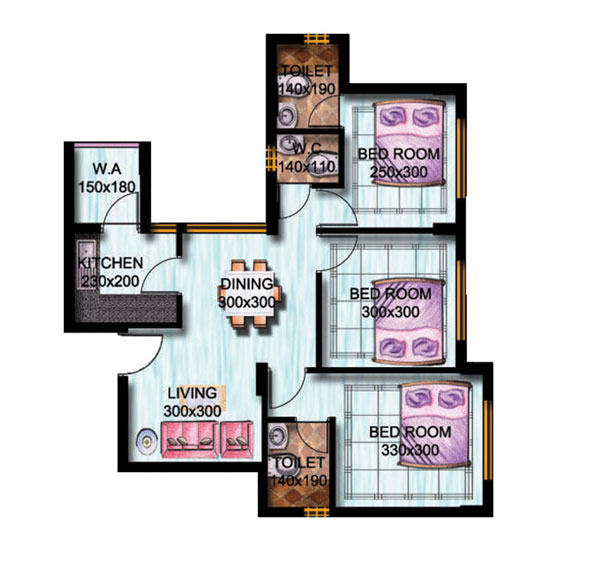 TOILET
140x190
W.C
140x110
BED ROOM
250x300
W.A
150x180
KITCHEN
230x200
DINING
300x300
BED ROOM
300x300
LIVING
300x300
BED ROOM
330x300
TOILET
140x190